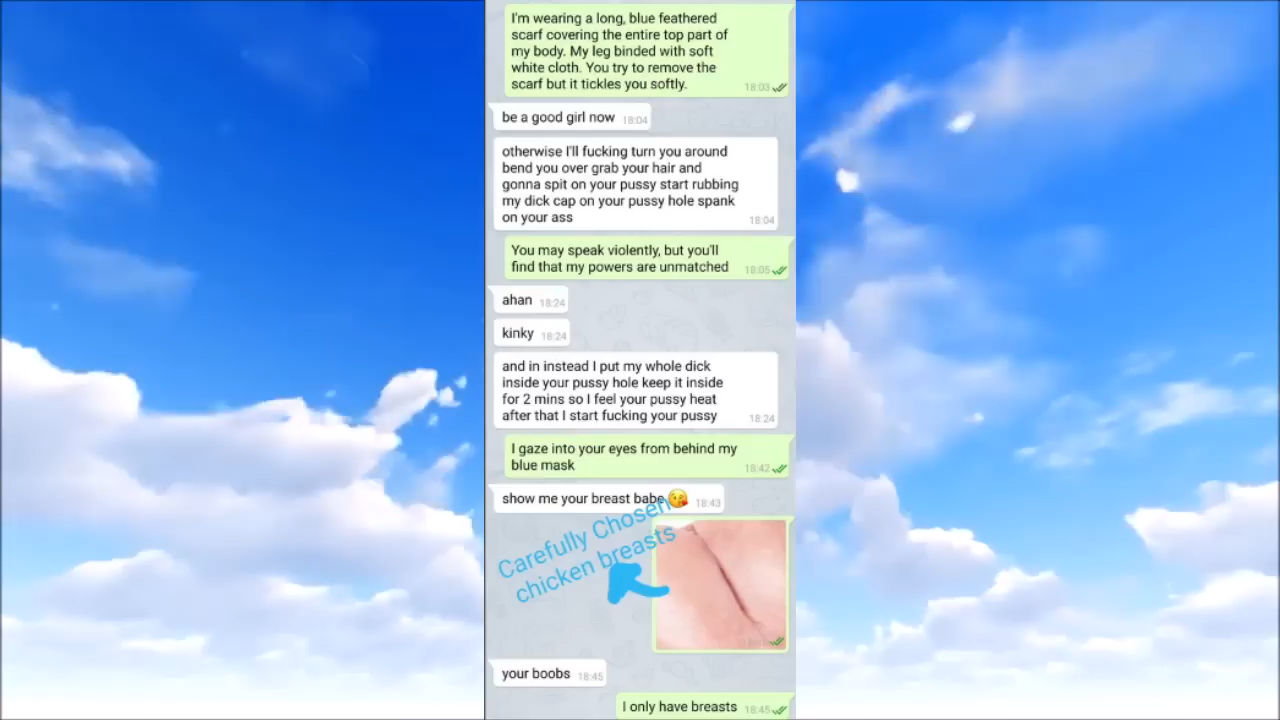 I'm wearing a long, blue feathered
scarf covering the entire top part of
my body. My leg binded with soft
white cloth. You try to remove the
scarf but it tickles you softly.
18:03
be a good girl now 18:04
otherwise I'll fucking turn you around
bend you over grab your hair and
gonna spit on your pussy start rubbing
my dick cap on your pussy hole spank
on your ass
18:04
You may speak violently, but you'll
find that my powers are unmatched
18:05
ahan 18:24
kinky 18:24
and in instead I put my whole dick
inside your pussy hole keep it inside
for 2 mins so I feel your pussy heat
after that I start fucking your pussy
18:24
I gaze into your eyes from behind my
blue mask
18:42
show me your breast babe😘 18:43
Carefully Chosen
chicken breasts
your boobs 18:45
I only have breasts 18:45